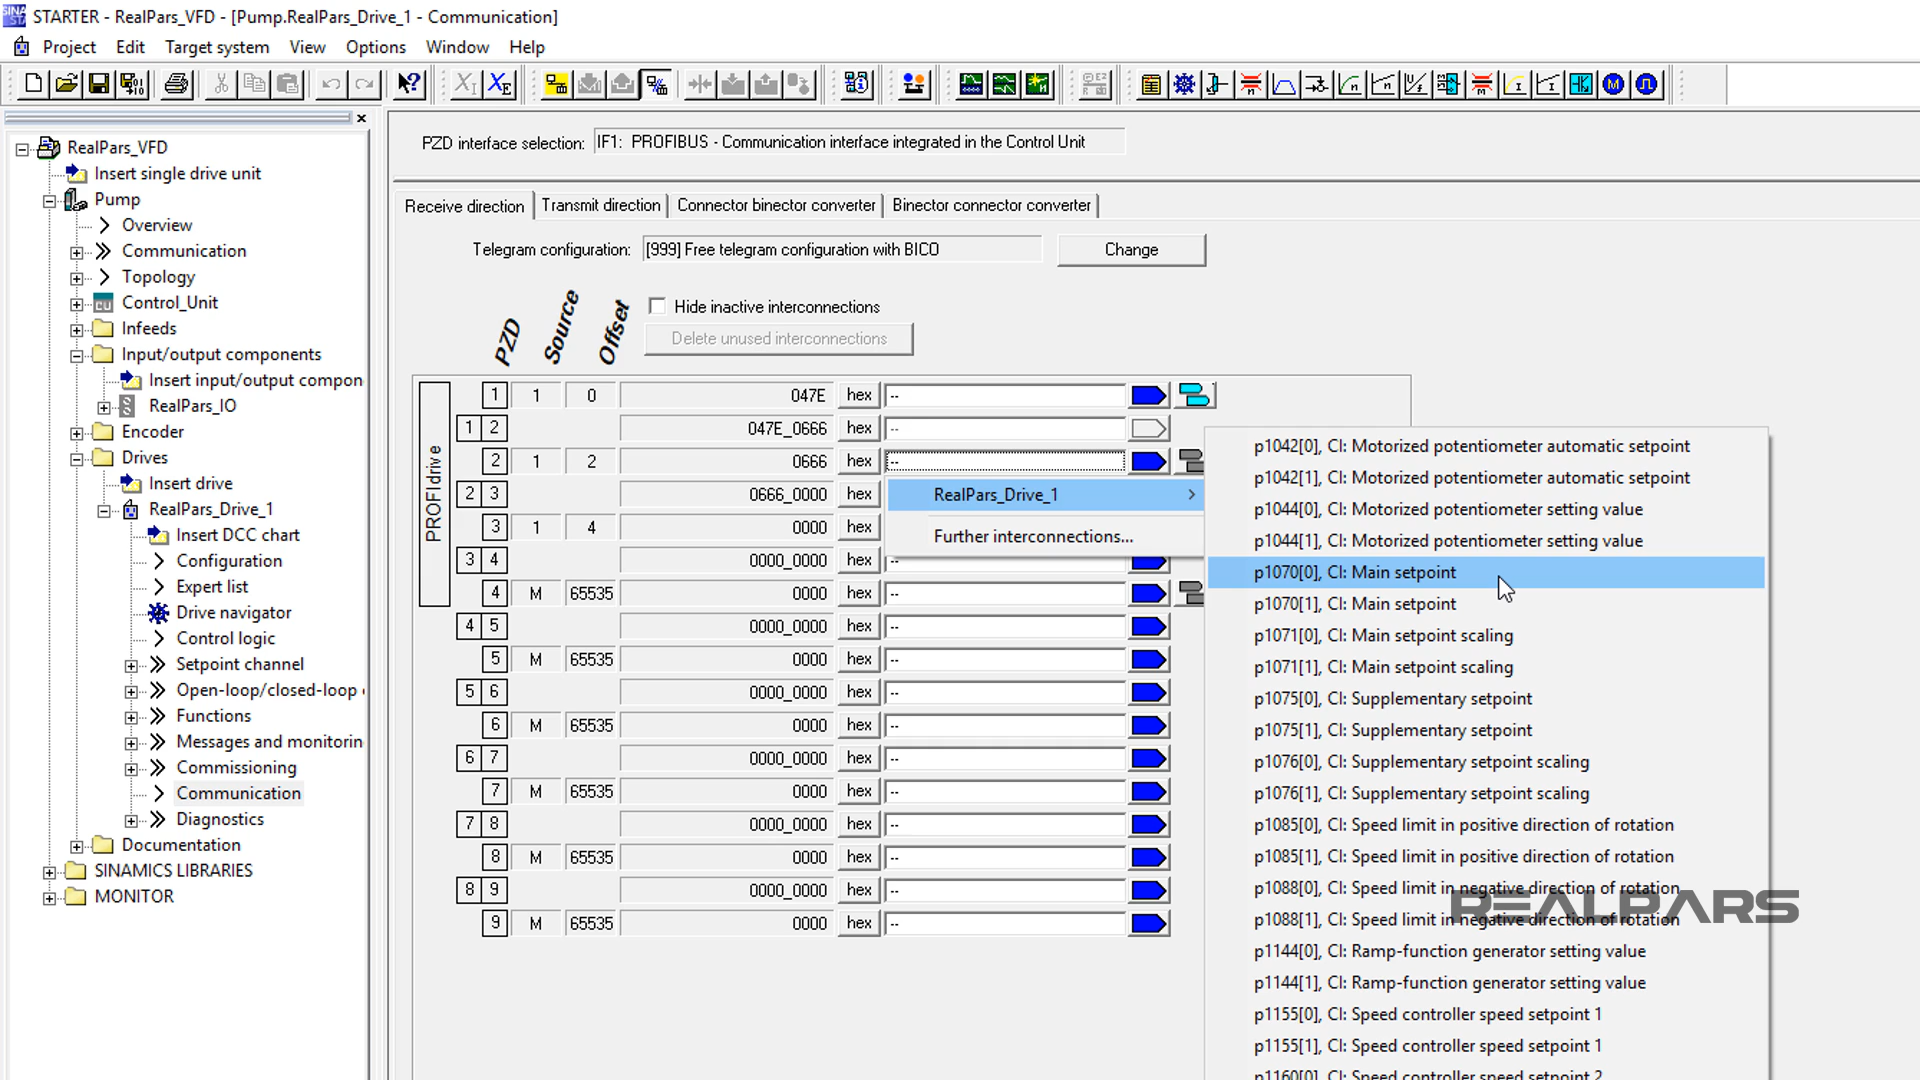 STARTER - RealPars_VFD - [Pump.RealPars_Drive_1 - Communication]
Project Edit Target system View Options Window Help
RealPars_VFD
Insert single drive unit
Pump
Overview
Communication
Topology
Control_Unit
Infeeds
Input/output components
Insert input/output compon
RealPars_IO
Encoder
Drives
Insert drive
RealPars_Drive_1
Insert DCC chart
Configuration
Expert list
Drive navigator
Control logic
Setpoint channel
Open-loop/closed-loop
Functions
Messages and monitorin
Commissioning
Communication
Diagnostics
Documentation
SINAMICS LIBRARIES
MONITOR
PZD interface selection: IF1: PROFIBUS - Communication interface integrated in the Control Unit
Receive direction Transmit direction Connector binector converter Binector connector converter
Telegram configuration: [999] Free telegram configuration with BICO Change
PZD Source Offset
Hide inactive interconnections
Delete unused interconnections
PROFIdrive
1 1 0 047E hex --
1 2 047E_0666 hex --
2 1 2 0666 hex --
2 3 0666_0000 hex
3 1 4 0000 hex
3 4 0000_0000 hex --
4 M 65535 0000 hex --
4 5 0000_0000 hex --
5 M 65535 0000 hex --
5 6 0000_0000 hex --
6 M 65535 0000 hex --
6 7 0000_0000 hex --
7 M 65535 0000 hex --
7 8 0000_0000 hex --
8 M 65535 0000 hex --
8 9 0000_0000 hex --
9 M 65535 0000 hex --
RealPars_Drive_1
Further interconnections...
p1042[0], CI: Motorized potentiometer automatic setpoint
p1042[1], CI: Motorized potentiometer automatic setpoint
p1044[0], CI: Motorized potentiometer setting value
p1044[1], CI: Motorized potentiometer setting value
p1070[0], CI: Main setpoint
p1070[1], CI: Main setpoint
p1071[0], CI: Main setpoint scaling
p1071[1], CI: Main setpoint scaling
p1075[0], CI: Supplementary setpoint
p1075[1], CI: Supplementary setpoint
p1076[0], CI: Supplementary setpoint scaling
p1076[1], CI: Supplementary setpoint scaling
p1085[0], CI: Speed limit in positive direction of rotation
p1085[1], CI: Speed limit in positive direction of rotation
p1088[0], CI: Speed limit in negative direction of rotation
p1088[1], CI: Speed limit in negative direction of rotation
p1144[0], CI: Ramp-function generator setting value
p1144[1], CI: Ramp-function generator setting value
p1155[0], CI: Speed controller speed setpoint 1
p1155[1], CI: Speed controller speed setpoint 1
p1160[0], CI: Speed controller speed setpoint 2
REALPARS